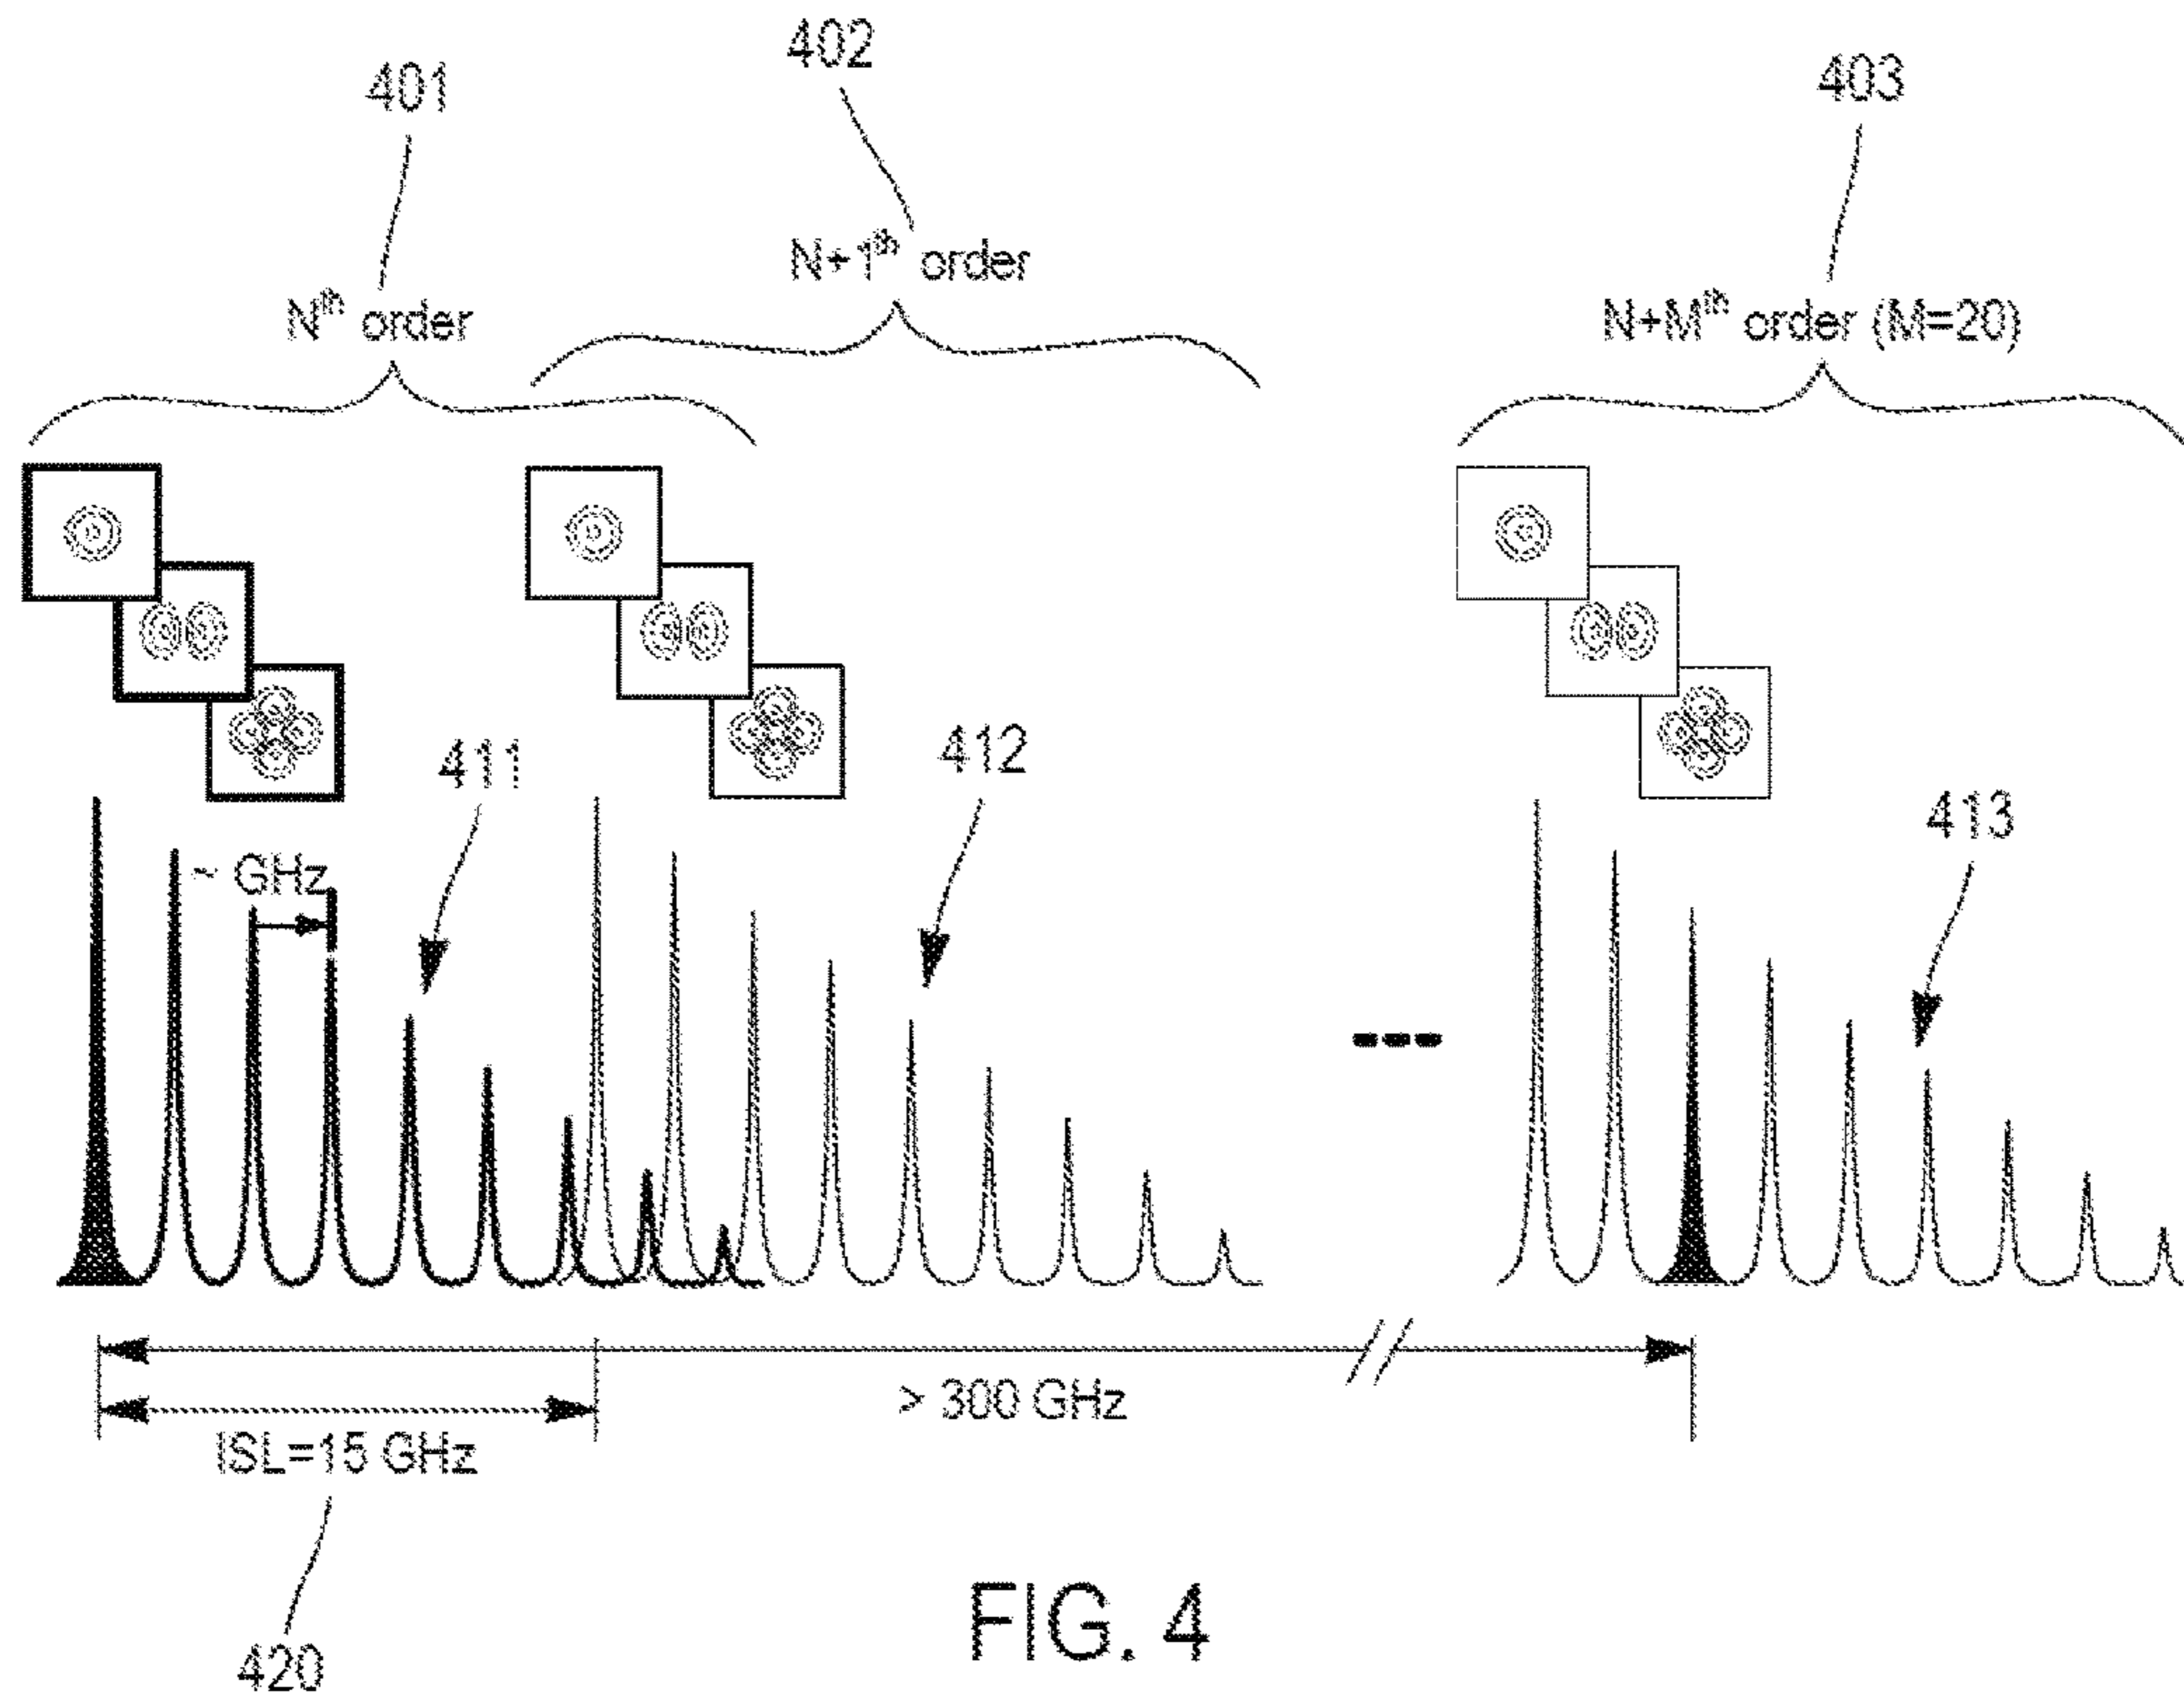 402
401
403
N+1th order
Nth order
N+Mth order (M=20)
411
412
413
~ GHz
> 300 GHz
ISL=15 GHz
FIG. 4
420